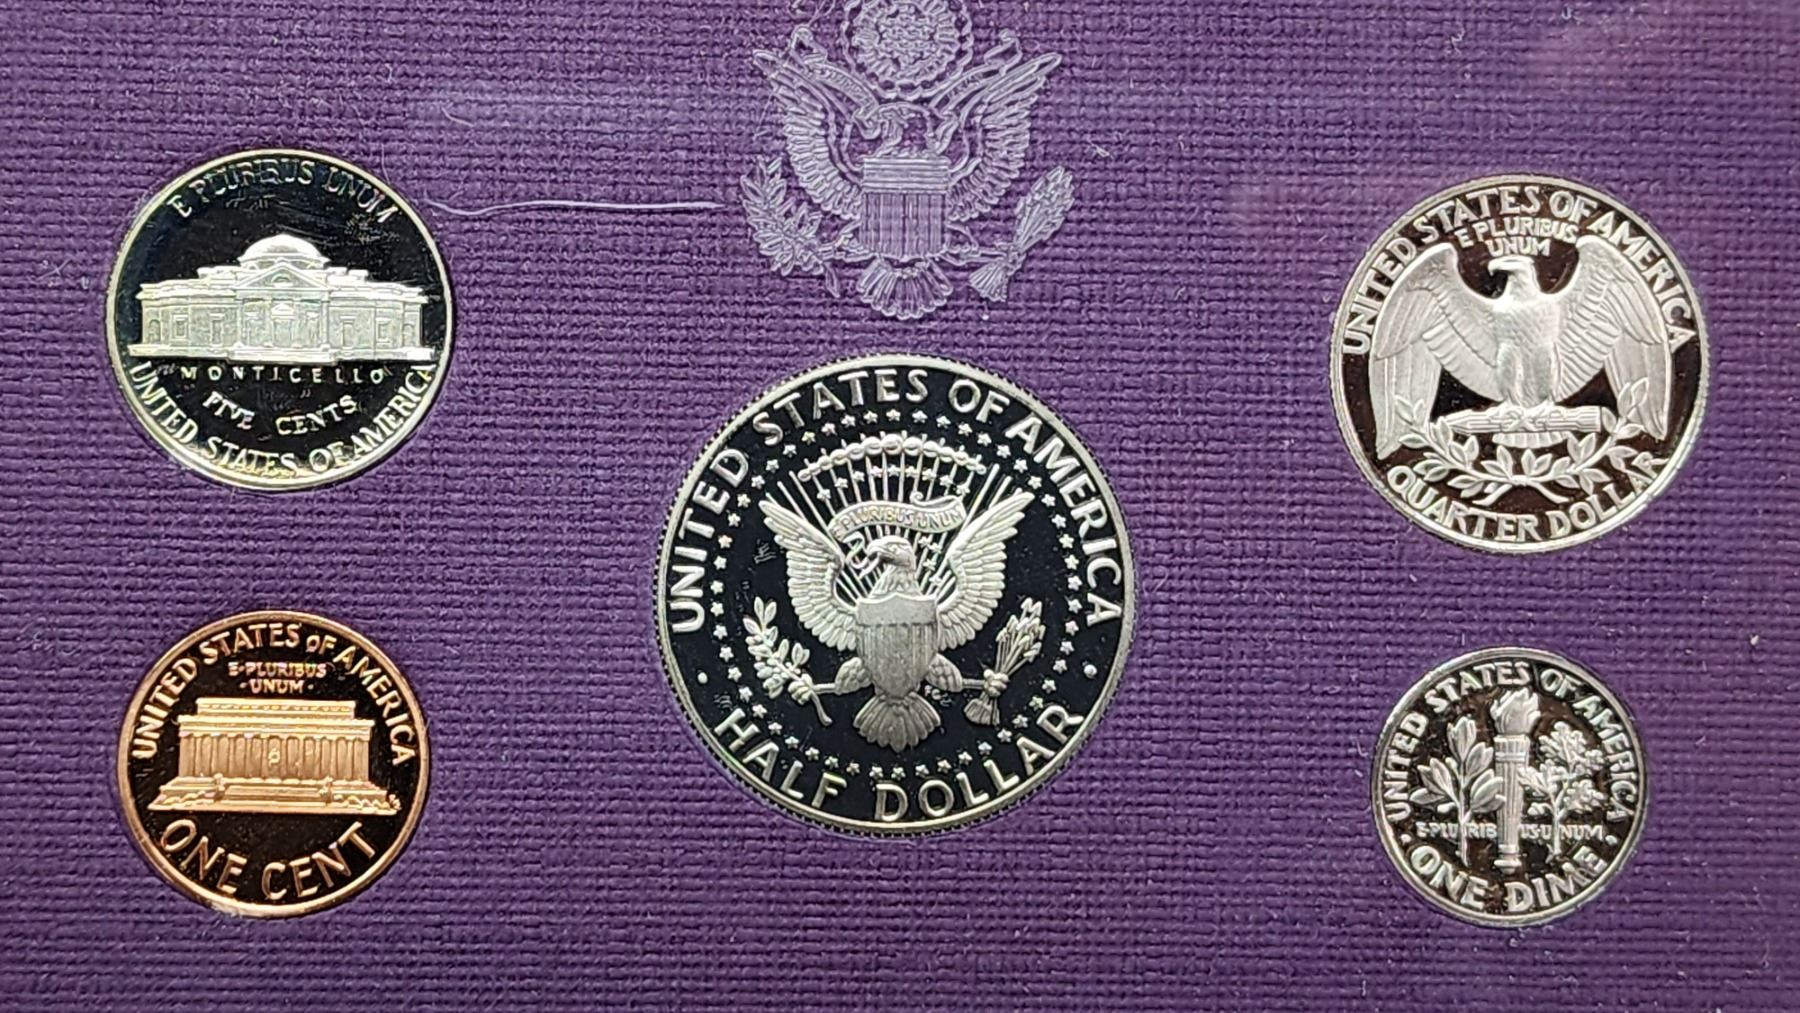 E PLURIBUS UNUM
MONTICELLO
FIVE CENTS
UNITED STATES OF AMERICA
UNITED STATES OF AMERICA
E PLURIBUS
UNUM
QUARTER DOLLAR
UNITED STATES OF AMERICA
PLURIBUS UNUM
FG
HALF DOLLAR
UNITED STATES OF AMERICA
E·PLURIBUS
·UNUM·
ONE CENT
UNITED STATES OF AMERICA
E·PLURIBUS·UNUM
· ONE DIME ·